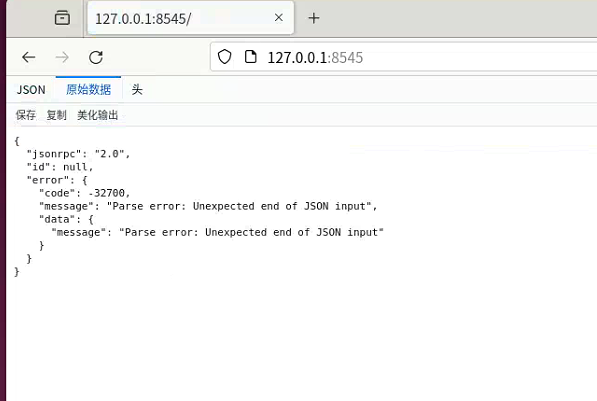 127.0.0.1:8545/
127.0.0.1:8545
JSON 原始数据 头
保存 复制 美化输出
{
  "jsonrpc": "2.0",
  "id": null,
  "error": {
    "code": -32700,
    "message": "Parse error: Unexpected end of JSON input",
    "data": {
      "message": "Parse error: Unexpected end of JSON input"
    }
  }
}